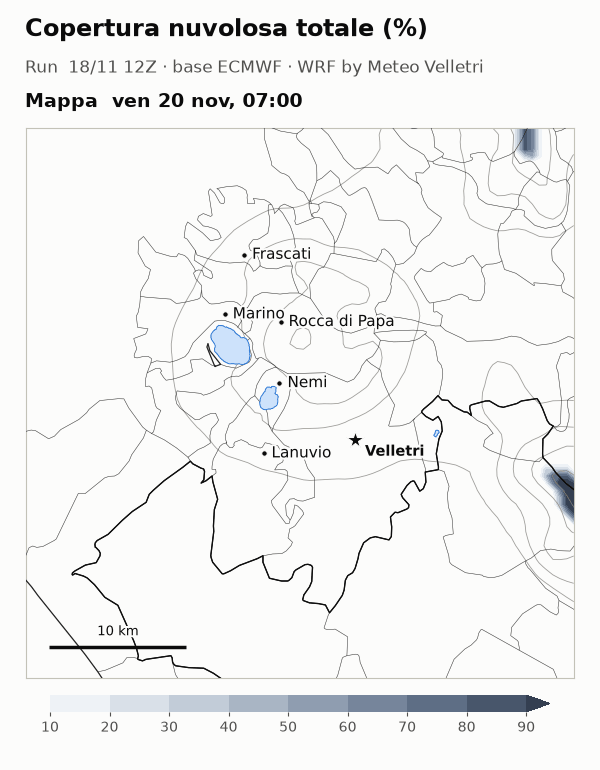 Copertura nuvolosa totale (%)
Run  18/11 12Z · base ECMWF · WRF by Meteo Velletri
Mappa  ven 20 nov, 07:00
Frascati
Marino
Rocca di Papa
Nemi
Velletri
Lanuvio
10 km
10 20 30 40 50 60 70 80 90